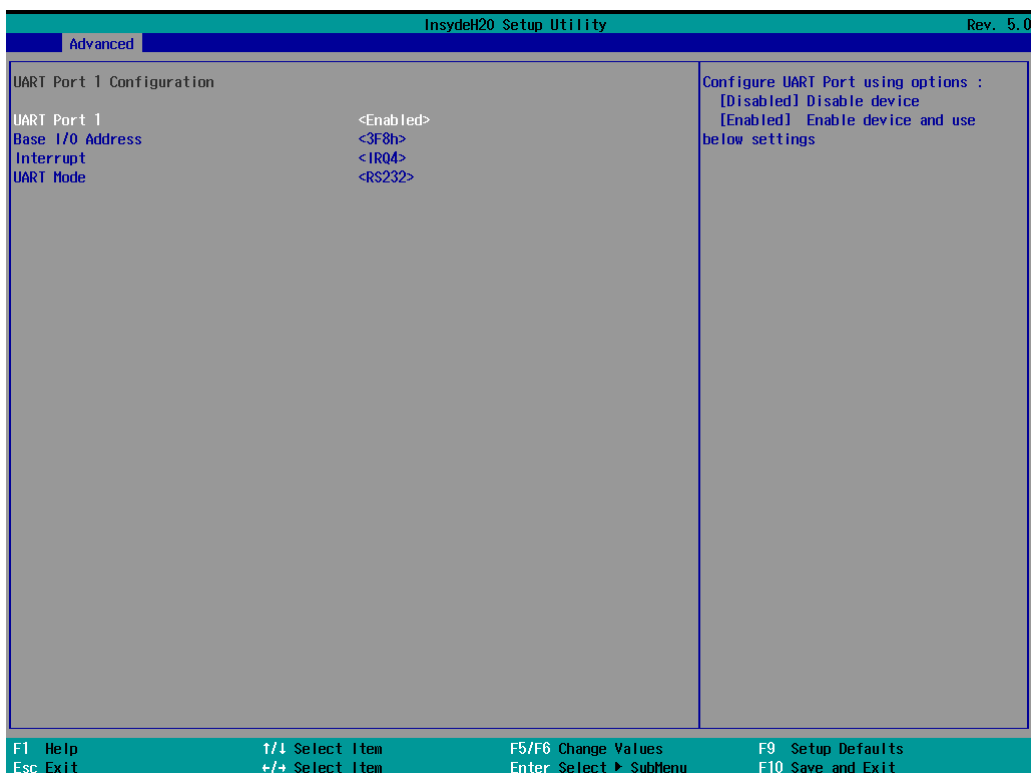 InsydeH20 Setup Utility Rev. 5.0
Advanced
UART Port 1 Configuration
UART Port 1 <Enabled>
Base I/O Address <3F8h>
Interrupt <IRQ4>
UART Mode <RS232>
Configure UART Port using options :
[Disabled] Disable device
[Enabled] Enable device and use
below settings
F1 Help ↑/↓ Select Item F5/F6 Change Values F9 Setup Defaults
Esc Exit ←/→ Select Item Enter Select ▶ SubMenu F10 Save and Exit